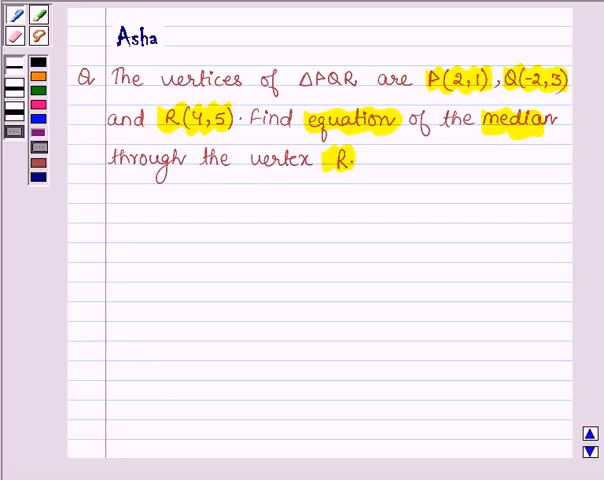 Asha
Q The vertices of △PQR are P(2,1), Q(-2,3)
and R(4,5). Find equation of the median
through the vertex R.